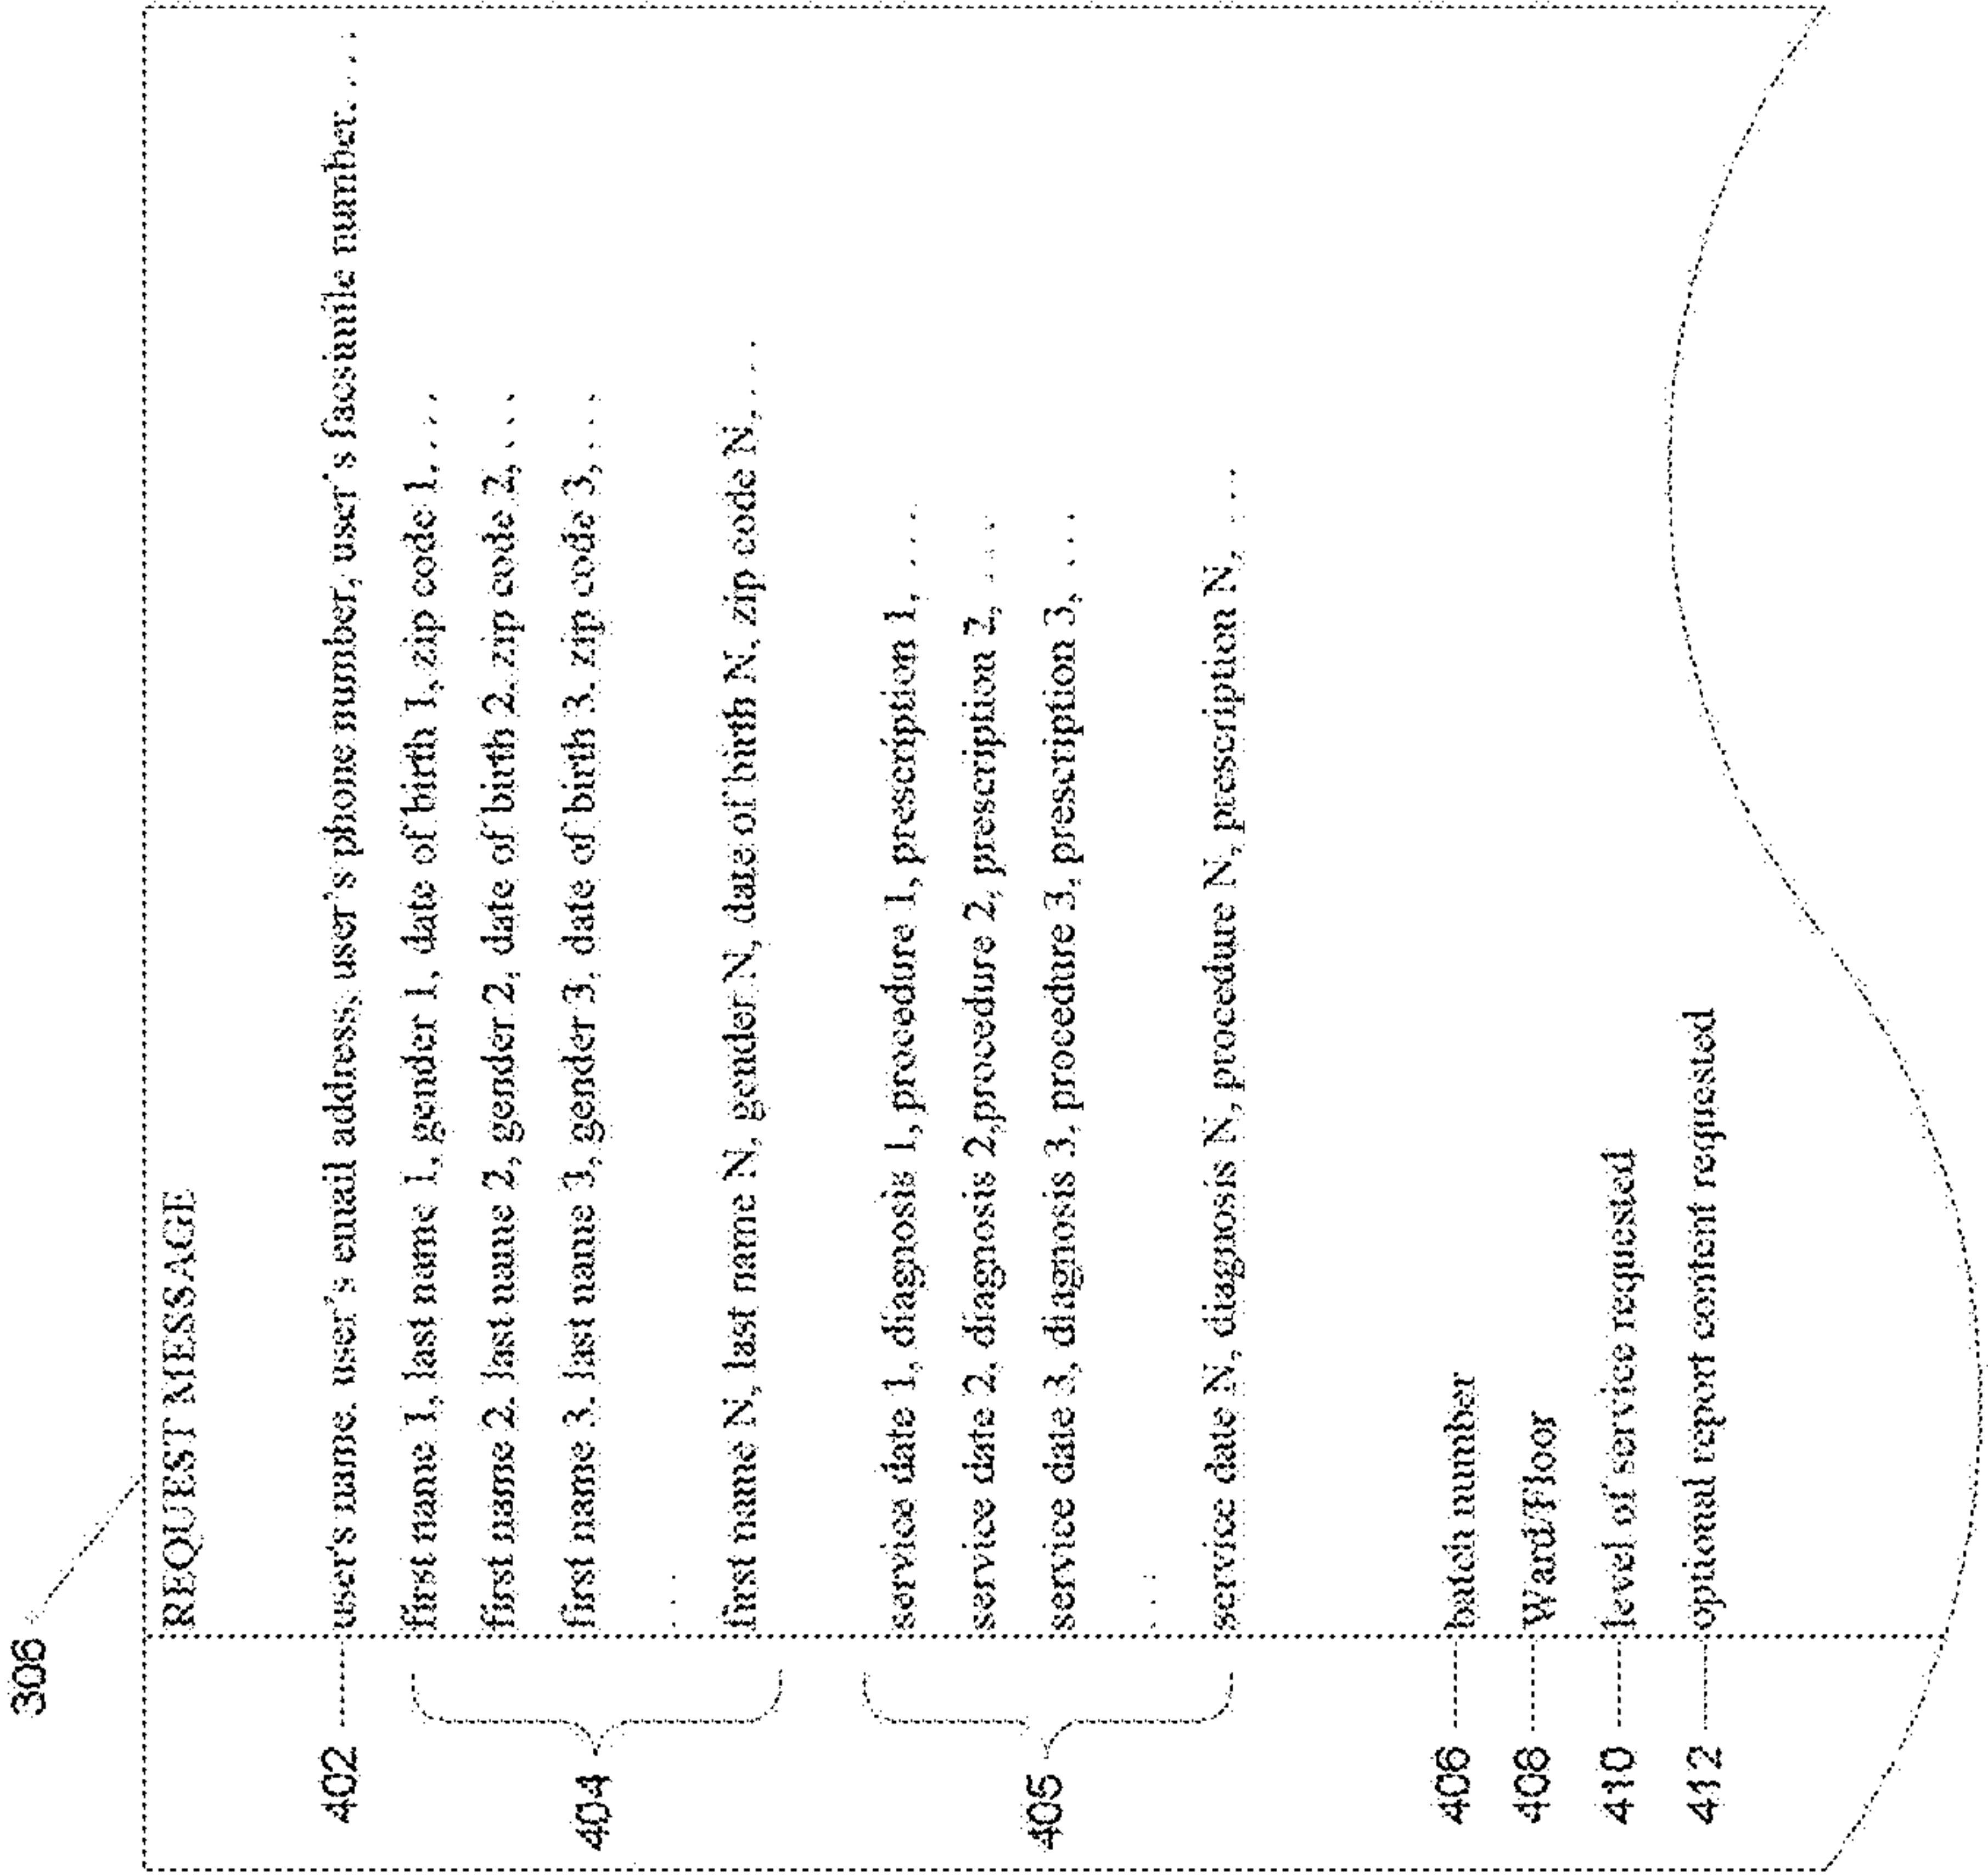 306
REQUEST MESSAGE
402 user's name, user's email address, user's phone number, user's facsimile number, . . .
first name 1, last name 1, gender 1, date of birth 1, zip code 1, . . .
first name 2, last name 2, gender 2, date of birth 2, zip code 2, . . .
404
first name 3, last name 3, gender 3, date of birth 3, zip code 3, . . .
. . .
first name N, last name N, gender N, date of birth N, zip code N, . . .
service date 1, diagnosis 1, procedure 1, prescription 1, . . .
service date 2, diagnosis 2,procedure 2, prescription 2, . . .
405
service date 3, diagnosis 3, procedure 3, prescription 3, . . .
. . .
service date N, diagnosis N, procedure N, prescription N, . . .
406 batch number
408 Ward/Floor
410 level of service requested
412 optional report content requested